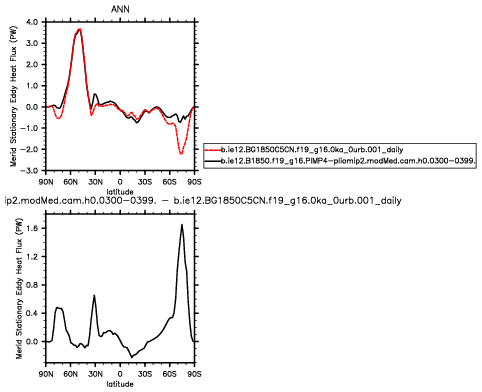 ANN
Merid Stationary Eddy Heat Flux (PW)
4.0
3.0
2.0
1.0
0.0
−1.0
−2.0
−3.0
90N 60N 30N 0 30S 60S 90S
latitude
b.ie12.BG1850C5CN.f19_g16.0ka_0urb.001_daily
b.ie12.B1850.f19_g16.PIMP4-pliomip2.modMed.cam.h0.0300-0399.
ip2.modMed.cam.h0.0300-0399. − b.ie12.BG1850C5CN.f19_g16.0ka_0urb.001_daily
Merid Stationary Eddy Heat Flux (PW)
1.6
1.2
0.8
0.4
0.0
90N 60N 30N 0 30S 60S 90S
latitude